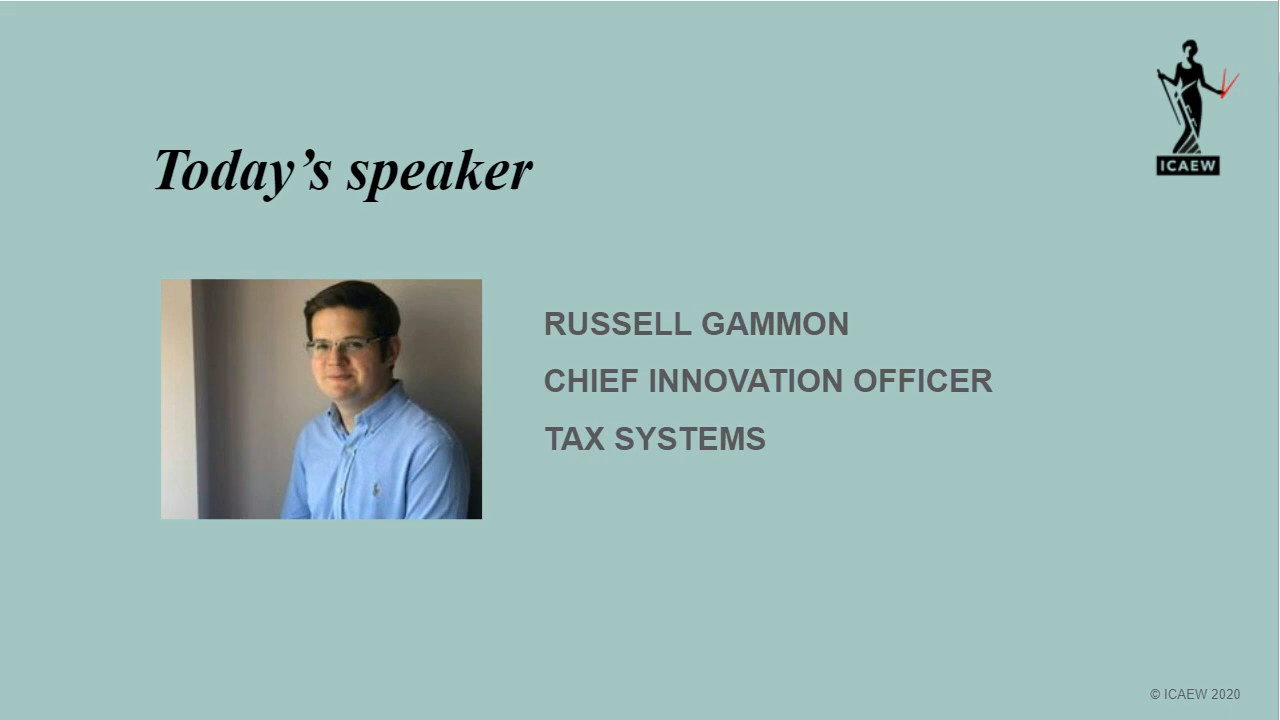 Today’s speaker
ICAEW
RUSSELL GAMMON
CHIEF INNOVATION OFFICER
TAX SYSTEMS
© ICAEW 2020